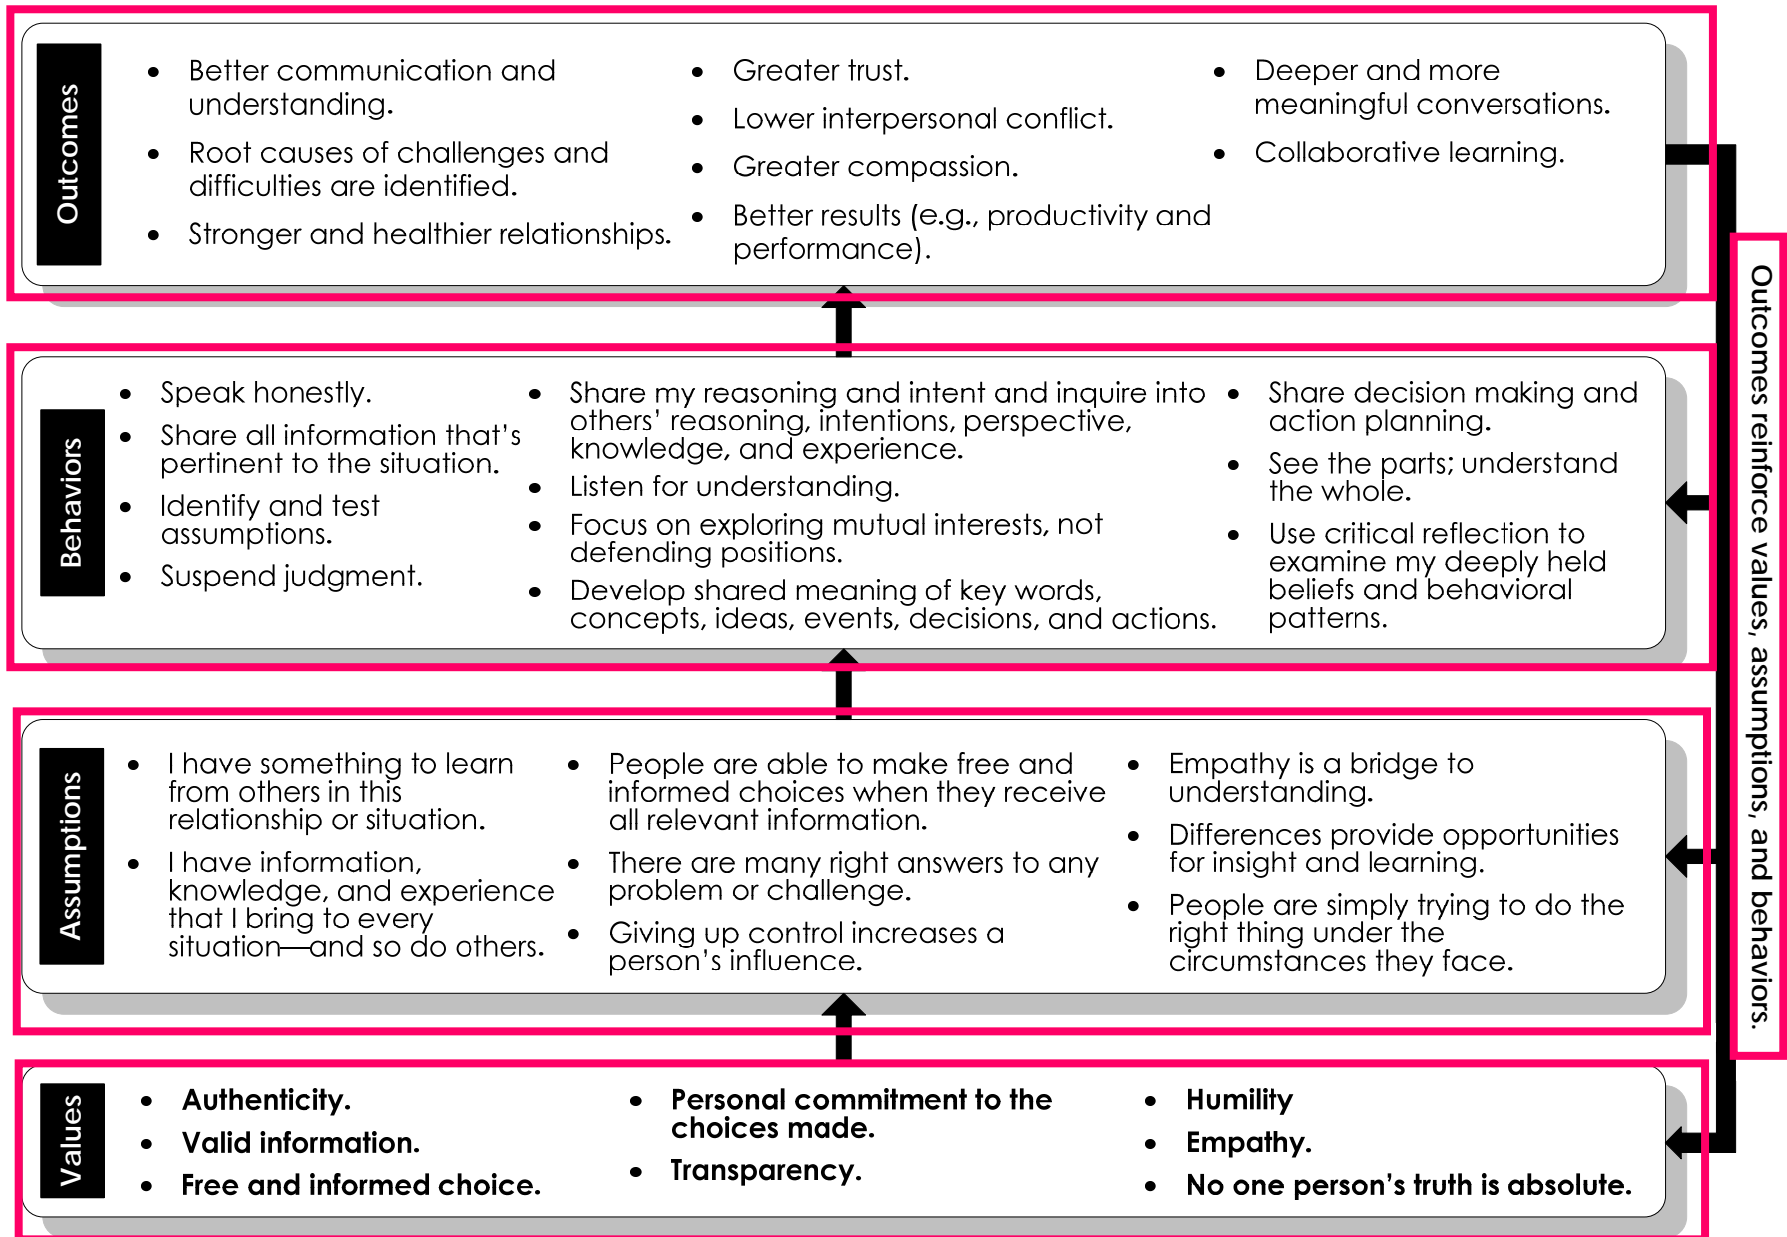 Outcomes
• Better communication and
understanding.
• Root causes of challenges and
difficulties are identified.
• Stronger and healthier relationships.
• Greater trust.
• Lower interpersonal conflict.
• Greater compassion.
• Better results (e.g., productivity and
performance).
• Deeper and more
meaningful conversations.
• Collaborative learning.
Behaviors
• Speak honestly.
• Share all information that’s
pertinent to the situation.
• Identify and test
assumptions.
• Suspend judgment.
• Share my reasoning and intent and inquire into
others’ reasoning, intentions, perspective,
knowledge, and experience.
• Listen for understanding.
• Focus on exploring mutual interests, not
defending positions.
• Develop shared meaning of key words,
concepts, ideas, events, decisions, and actions.
• Share decision making and
action planning.
• See the parts; understand
the whole.
• Use critical reflection to
examine my deeply held
beliefs and behavioral
patterns.
Assumptions
• I have something to learn
from others in this
relationship or situation.
• I have information,
knowledge, and experience
that I bring to every
situation—and so do others.
• People are able to make free and
informed choices when they receive
all relevant information.
• There are many right answers to any
problem or challenge.
• Giving up control increases a
person’s influence.
• Empathy is a bridge to
understanding.
• Differences provide opportunities
for insight and learning.
• People are simply trying to do the
right thing under the
circumstances they face.
Values
• Authenticity.
• Valid information.
• Free and informed choice.
• Personal commitment to the
choices made.
• Transparency.
• Humility
• Empathy.
• No one person’s truth is absolute.
Outcomes reinforce values, assumptions, and behaviors.